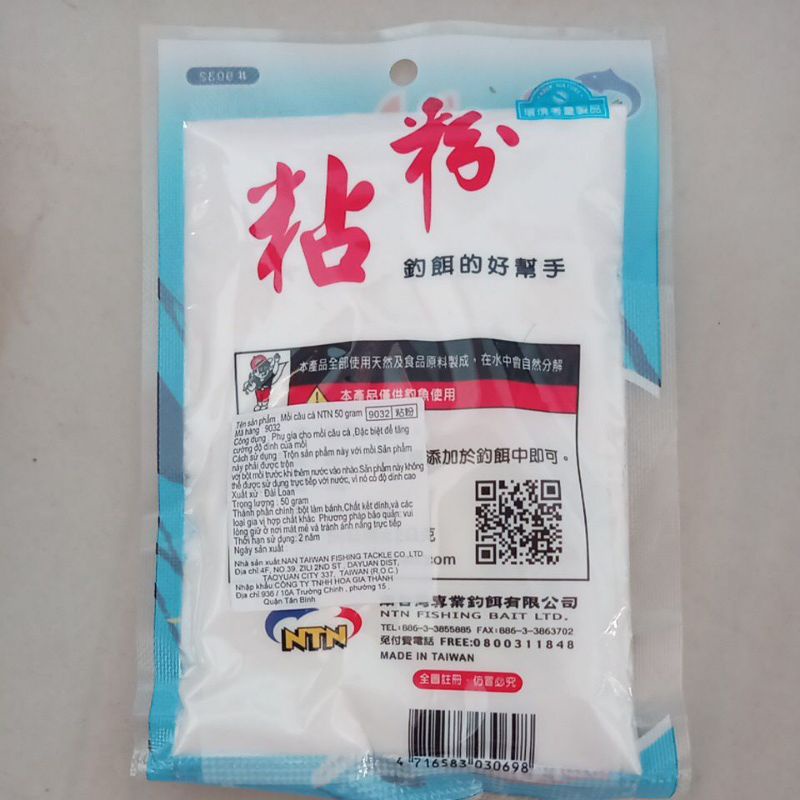 # 9032
KEEP NATURE
環境考量製品
粘粉
釣餌的好幫手
本產品全部使用天然及食品原料製成，在水中會自然分解
本產品僅供釣魚使用
Tên sản phẩm : Mồi câu cá NTN 50 gram 9032 粘粉
Mã hàng : 9032
Công dụng : Phụ gia cho mồi câu cá ,Đặc biệt để tăng
cường độ dính của mồi
Cách sử dụng : Trộn sản phẩm này với mồi.Sản phẩm
này phải được trộn
với bột mồi trước khi thêm nước vào nhào.Sản phẩm này không
thể được sử dụng trực tiếp với nước, vì nó có độ dính cao
Xuất xứ : Đài Loan
Trọng lượng : 50 gram
Thành phần chính :bột làm bánh,Chất kết dính,và các
loại gia vị hợp chất khác. Phương pháp bảo quản: vui
lòng giữ ở nơi mát mẻ và tránh ánh nắng trực tiếp
Thời hạn sử dụng: 2 năm
Ngày sản xuất
Nhà sản xuất:NAN TAIWAN FISHING TACKLE CO.,LTD.
Địa chỉ:4F, NO.39, ZILI 2ND ST., DAYUAN DIST,
TAOYUAN CITY 337, TAIWAN (R.O.C.)
Nhập khẩu:CÔNG TY TNHH HOA GIA THÀNH
Địa chỉ:936 / 10A Trường Chinh , phường 15 ,
Quận Tân Bình
添加於釣餌中即可。
克
.com
台灣專業釣餌有限公司
NTN FISHING BAIT LTD.
TEL:886-3-3855885 FAX:886-3-3863702
免付費電話 FREE:0800311848
MADE IN TAIWAN
NTN
全國註冊．仿冒必究
4 716583 030698